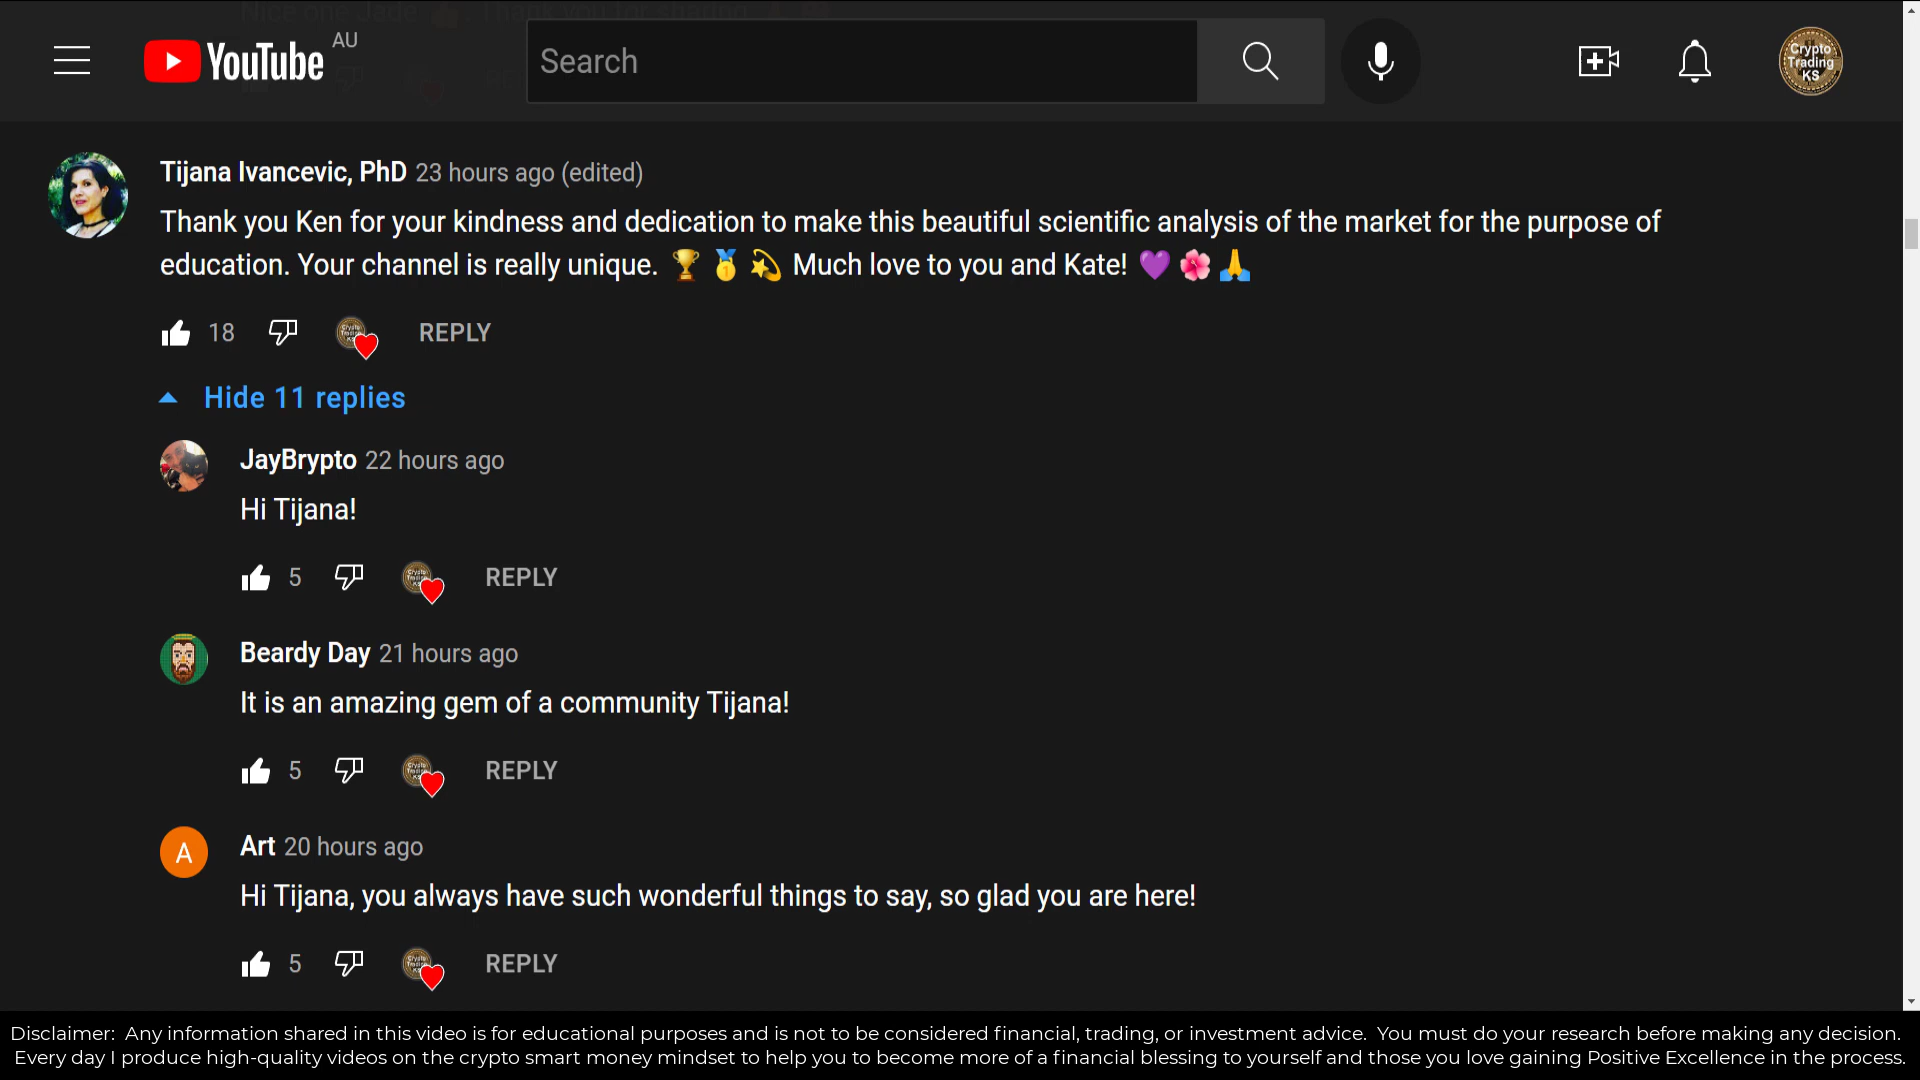 Nice one Jade Thank you for sharing
YouTube AU
Search
Crypto
Trading
KS
Tijana Ivancevic, PhD 23 hours ago (edited)
Thank you Ken for your kindness and dedication to make this beautiful scientific analysis of the market for the purpose of
education. Your channel is really unique. 🏆 🥇 💫 Much love to you and Kate! 💜 🌺 🙏
18 REPLY
Hide 11 replies
JayBrypto 22 hours ago
Hi Tijana!
5 REPLY
Beardy Day 21 hours ago
It is an amazing gem of a community Tijana!
5 REPLY
A
Art 20 hours ago
Hi Tijana, you always have such wonderful things to say, so glad you are here!
5 REPLY
Disclaimer: Any information shared in this video is for educational purposes and is not to be considered financial, trading, or investment advice. You must do your research before making any decision.
Every day I produce high-quality videos on the crypto smart money mindset to help you to become more of a financial blessing to yourself and those you love gaining Positive Excellence in the process.